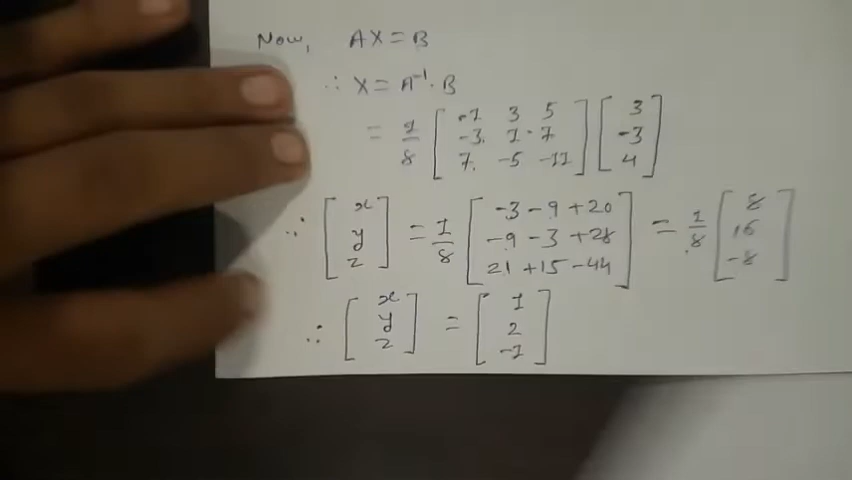 Now, AX = B
∴ X = A⁻¹ · B
= 1/8 [ -1 3 5 ; -3 1 7 ; 7 -5 -11 ] [ 3 ; -3 ; 4 ]
∴ [ x ; y ; z ] = 1/8 [ -3 -9 +20 ; -9 -3 +28 ; 21 +15 -44 ] = 1/8 [ 8 ; 16 ; -8 ]
∴ [ x ; y ; z ] = [ 1 ; 2 ; -1 ]